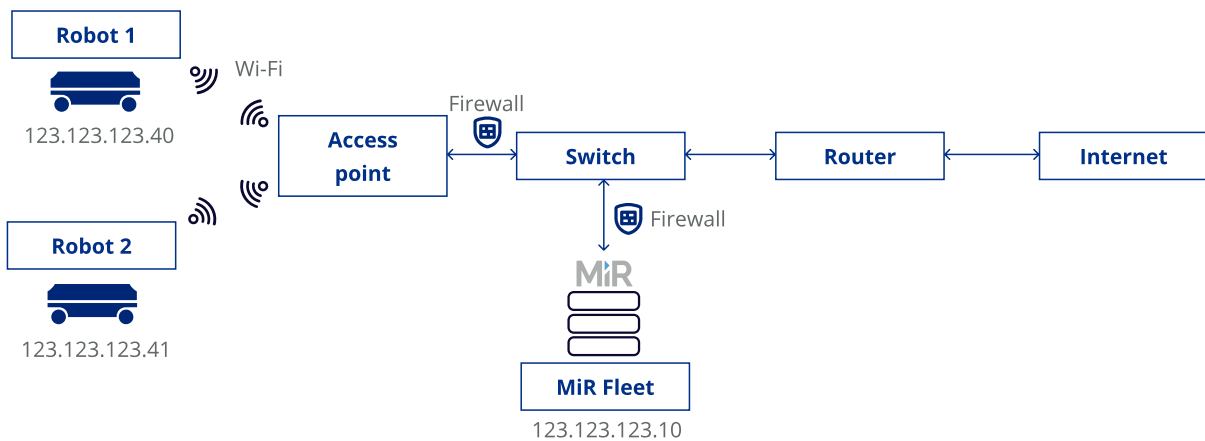 Robot 1
Wi-Fi
123.123.123.40
Firewall
Access
point
Switch
Router
Internet
Robot 2
Firewall
123.123.123.41
MiR
MiR Fleet
123.123.123.10